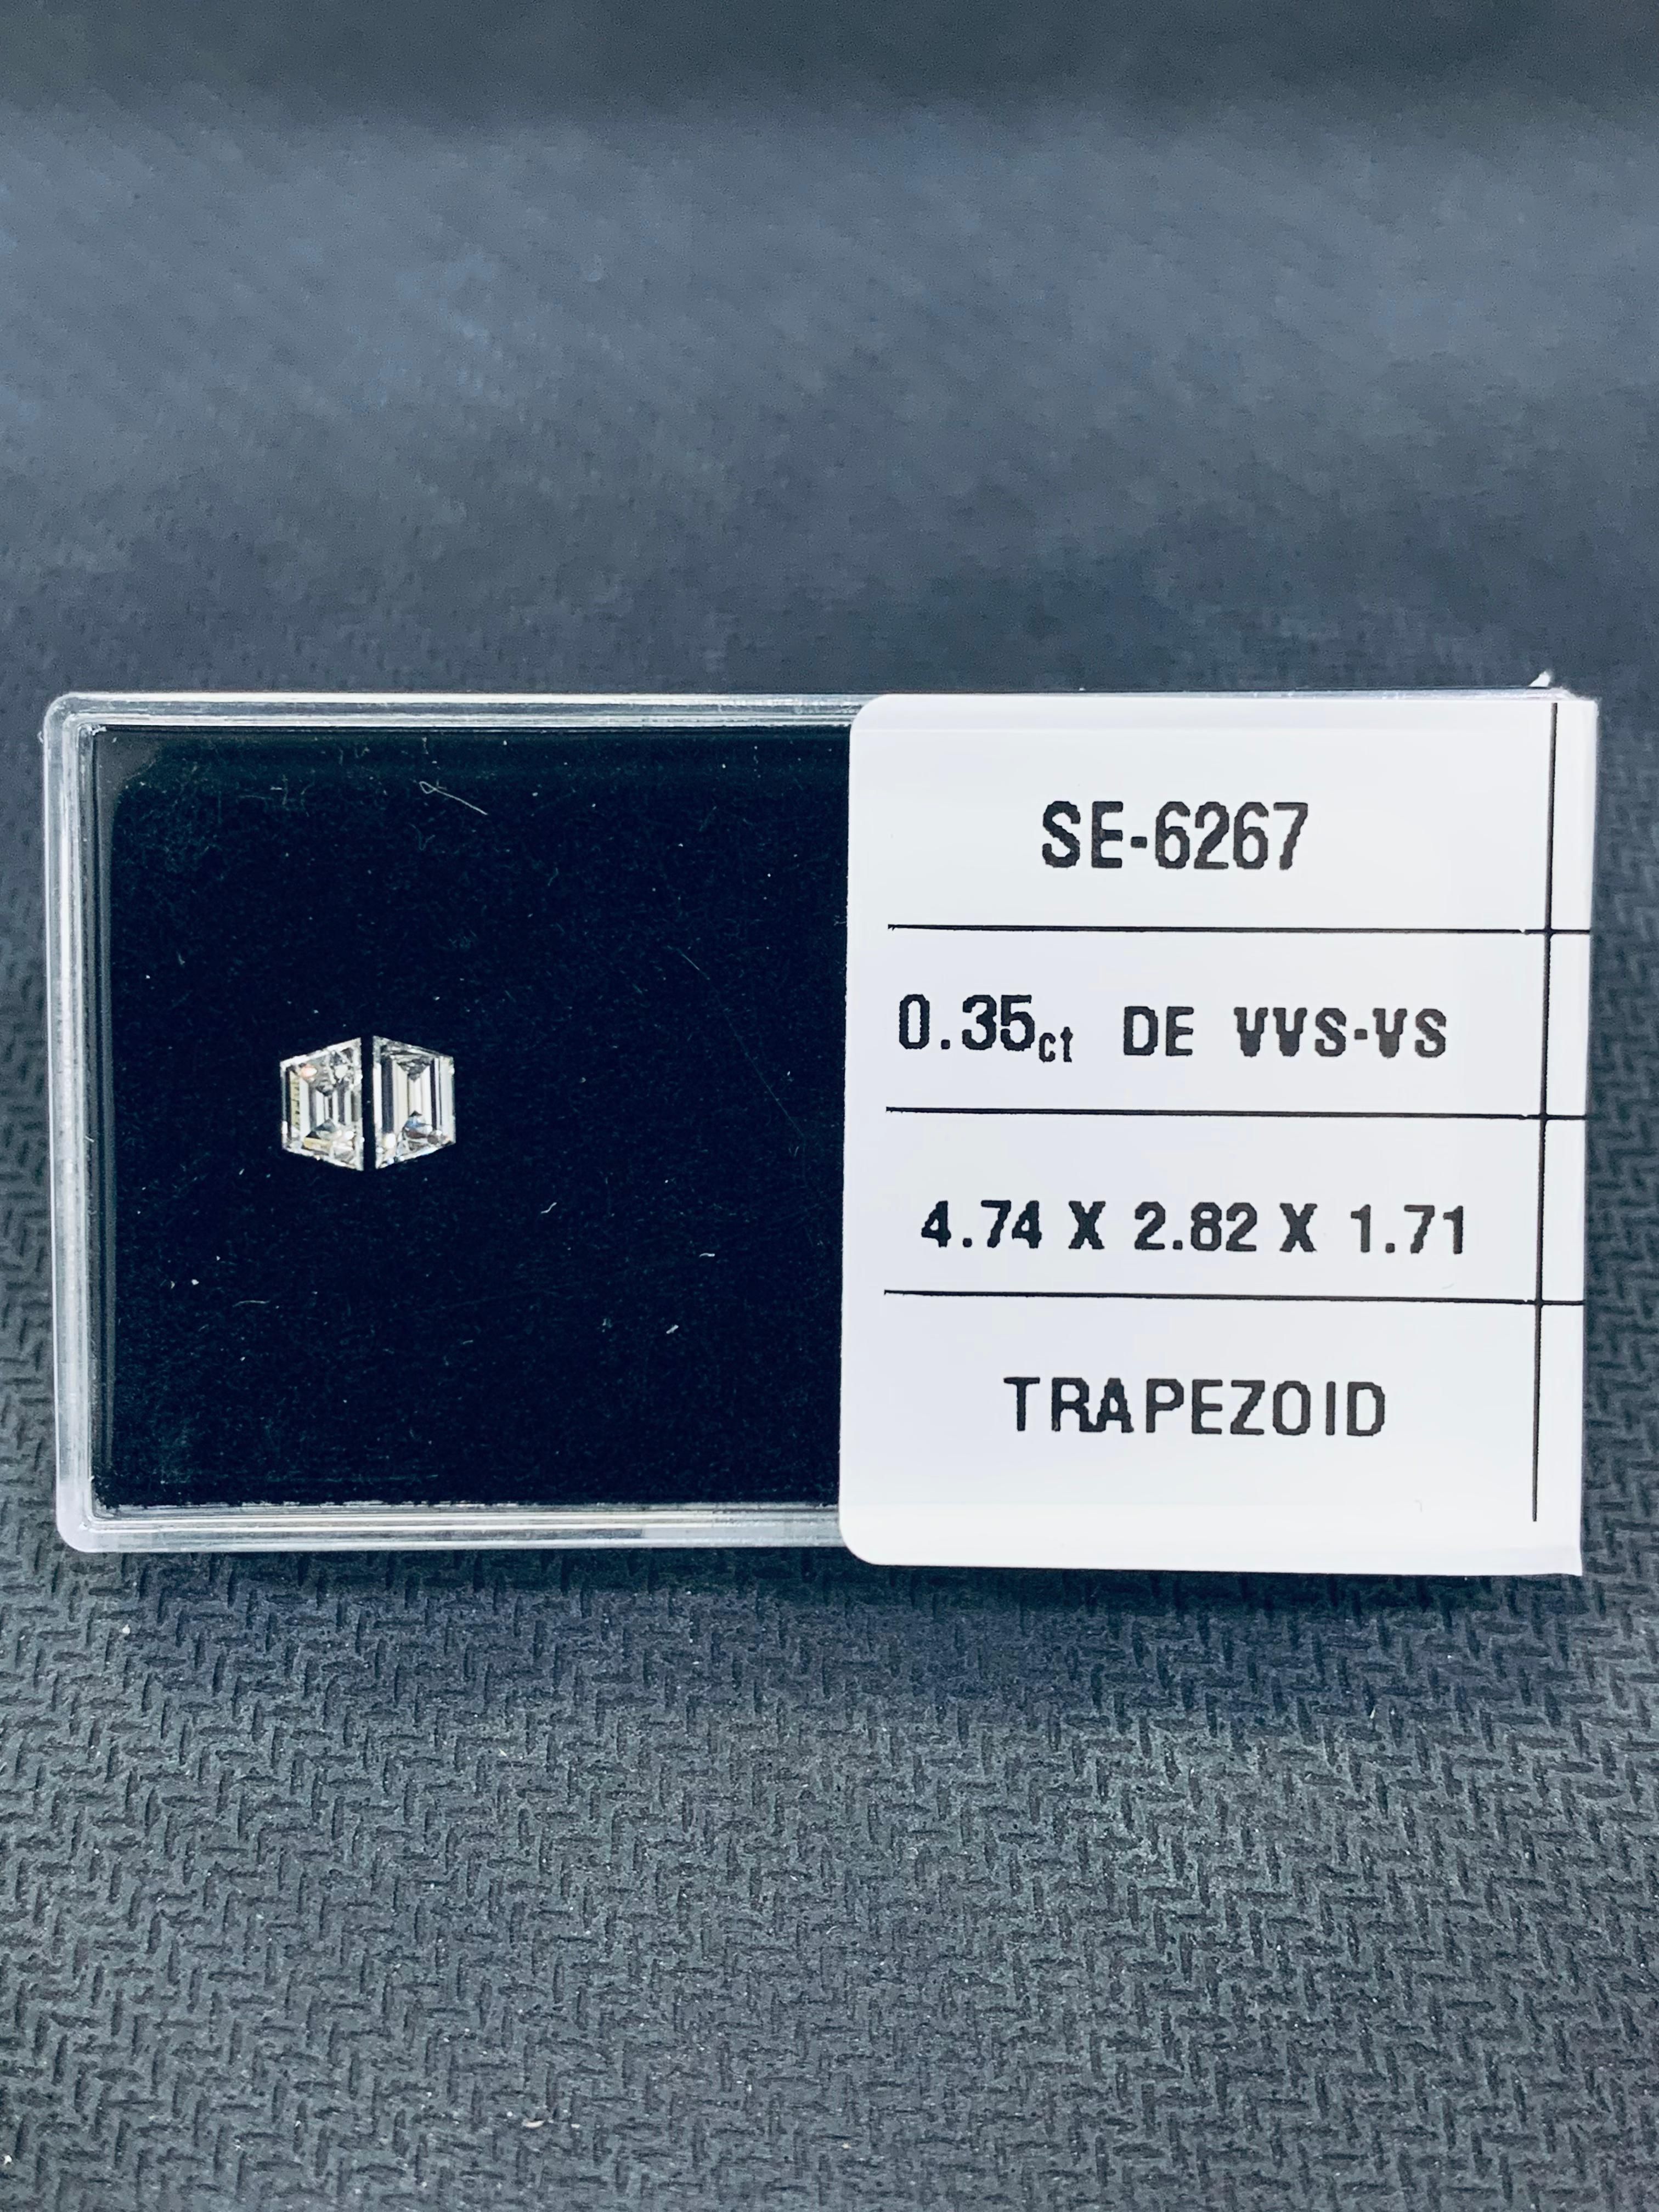 SE-6267
0.35ct DE VVS-VS
4.74 X 2.82 X 1.71
TRAPEZOID